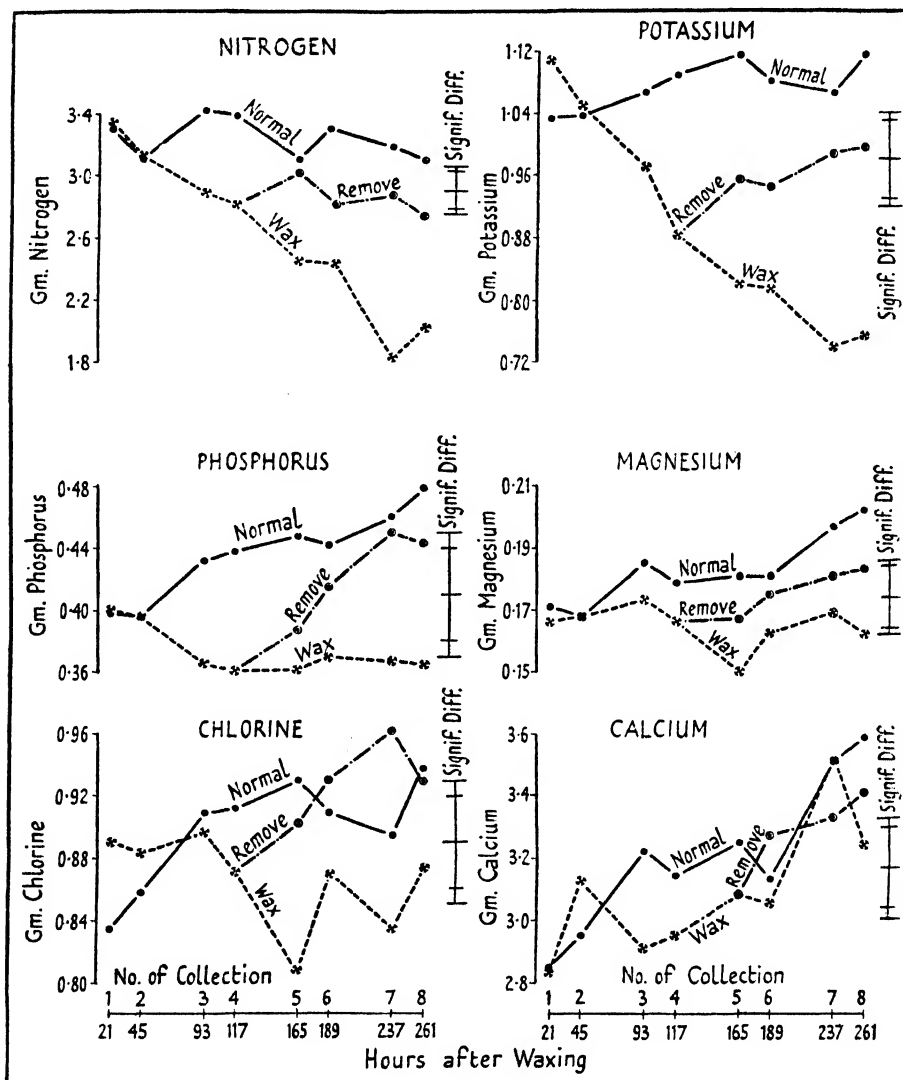 NITROGEN
Gm. Nitrogen
3·4
3·0
2·6
2·2
1·8
Normal
Remove
Wax
Signif. Diff.
POTASSIUM
Gm. Potassium
1·12
1·04
0·96
0·88
0·80
0·72
Normal
Remove
Wax
Signif. Diff.
PHOSPHORUS
Gm. Phosphorus
0·48
0·44
0·40
0·36
Normal
Remove
Wax
Signif. Diff.
MAGNESIUM
Gm. Magnesium
0·21
0·19
0·17
0·15
Normal
Remove
Wax
Signif. Diff.
CHLORINE
Gm. Chlorine
0·96
0·92
0·88
0·84
0·80
Normal
Remove
Wax
Signif. Diff.
CALCIUM
Gm. Calcium
3·6
3·4
3·2
3·0
2·8
Normal
Remove
Wax
Signif. Diff.
No. of Collection
1 2 3 4 5 6 7 8
21 45 93 117 165 189 237 261
No. of Collection
1 2 3 4 5 6 7 8
21 45 93 117 165 189 237 261
Hours after Waxing